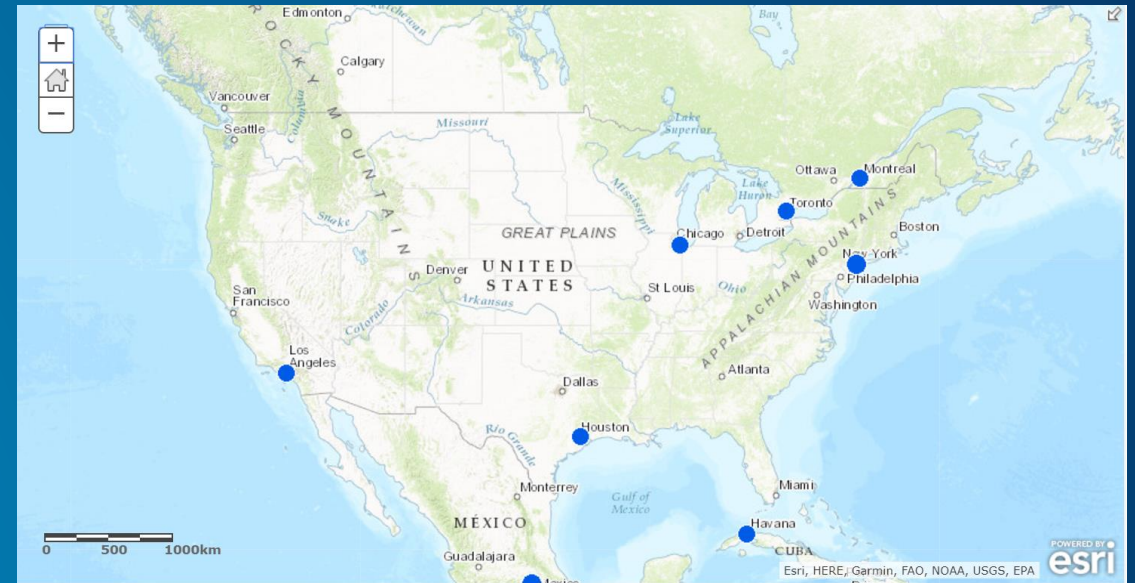 Edmonton
Bay
Calgary
ROCKY MOUNTAINS
Vancouver
Columbia
Seattle
Missouri
Lake
Superior
Ottawa
Montreal
Mississippi
Lake
Huron
Toronto
Snake
GREAT PLAINS
Chicago
Detroit
Boston
APPALACHIAN MOUNTAINS
New York
Philadelphia
Denver
UNITED
STATES
St Louis
Ohio
Washington
San
Francisco
Arkansas
Colorado
Los
Angeles
Atlanta
Dallas
Houston
Rio Grande
Monterrey
Miami
Gulf of
Mexico
MÉXICO
Havana
CUBA
Guadalajara
0 500 1000km
Esri, HERE, Garmin, FAO, NOAA, USGS, EPA
POWERED BY
esri